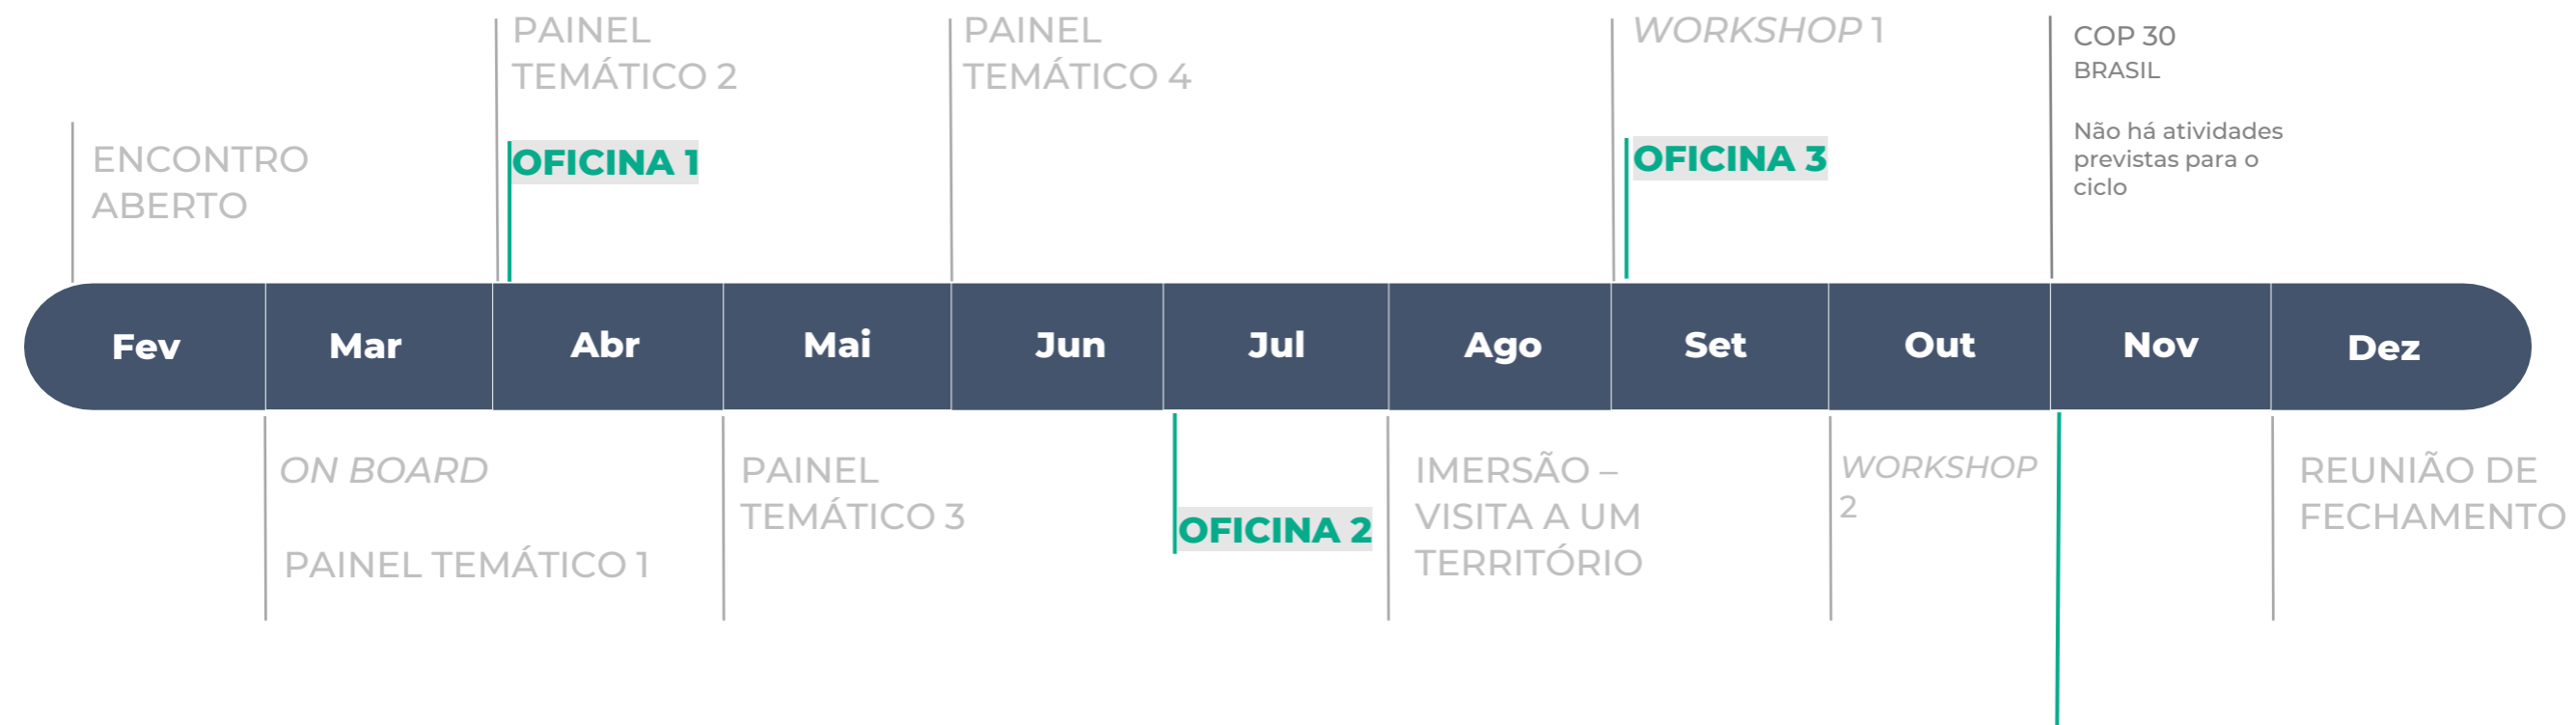 PAINEL
TEMÁTICO 2
PAINEL
TEMÁTICO 4
WORKSHOP 1
COP 30
BRASIL
Não há atividades
previstas para o
ciclo
ENCONTRO
ABERTO
OFICINA 1
OFICINA 3
Fev
Mar
Abr
Mai
Jun
Jul
Ago
Set
Out
Nov
Dez
ON BOARD
PAINEL TEMÁTICO 1
PAINEL
TEMÁTICO 3
OFICINA 2
IMERSÃO –
VISITA A UM
TERRITÓRIO
WORKSHOP
2
REUNIÃO DE
FECHAMENTO